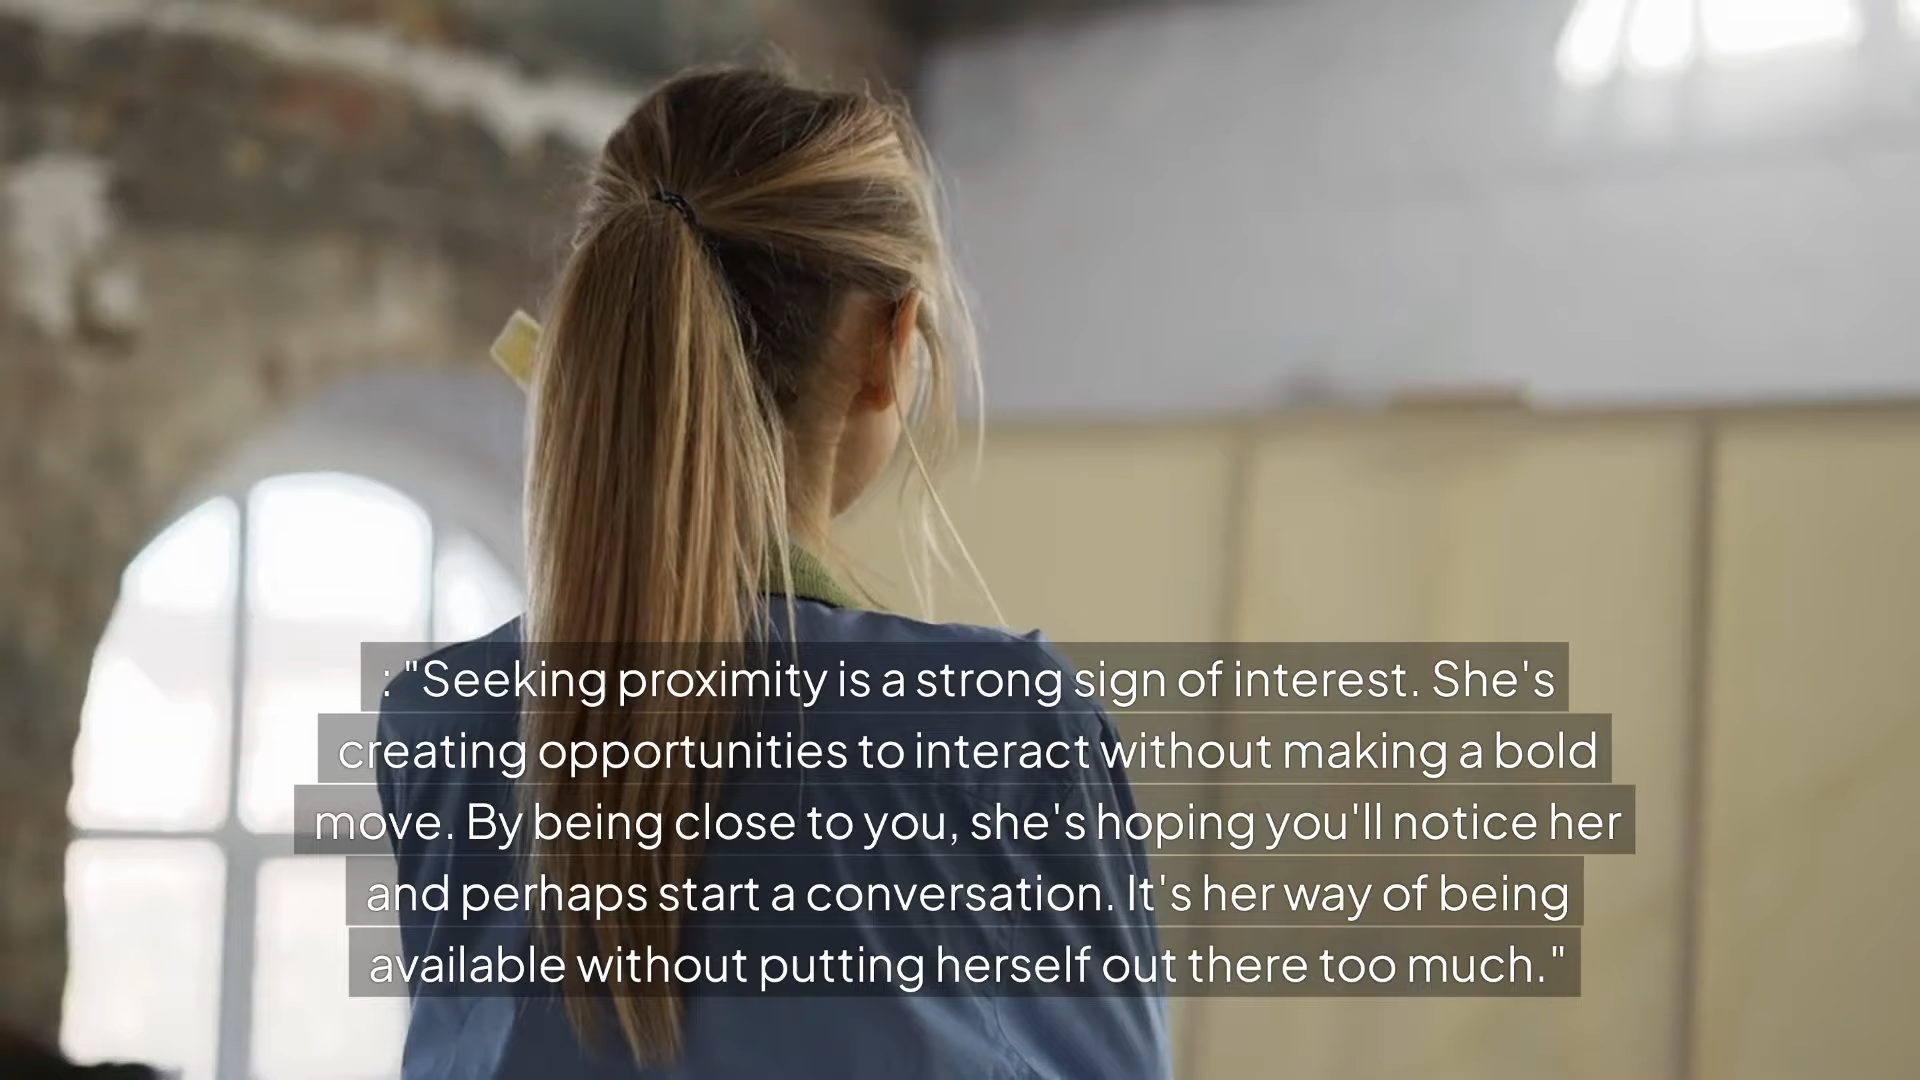 : "Seeking proximity is a strong sign of interest. She's
creating opportunities to interact without making a bold
move. By being close to you, she's hoping you'll notice her
and perhaps start a conversation. It's her way of being
available without putting herself out there too much."